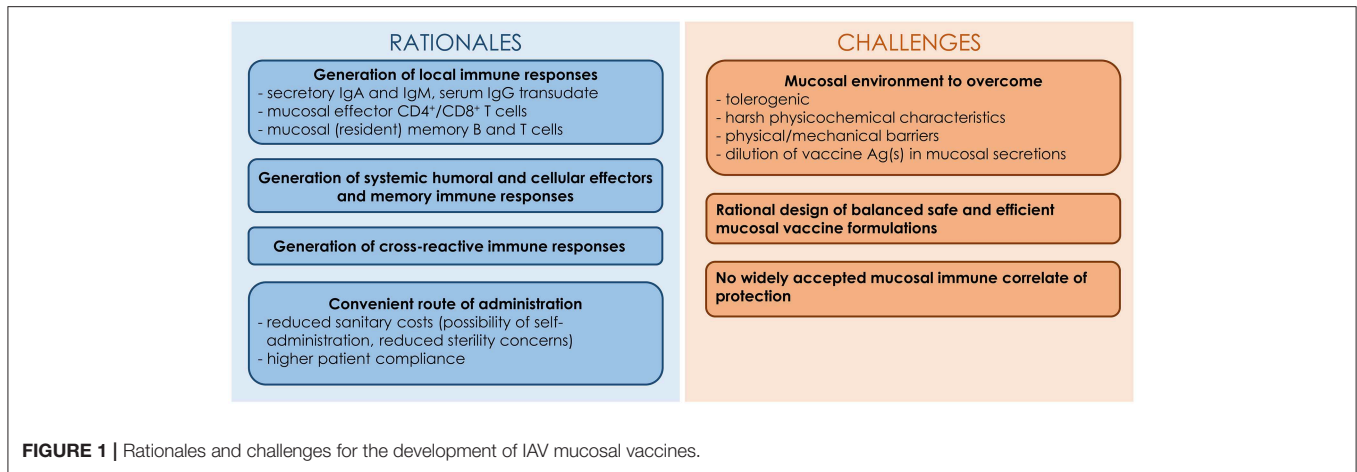 RATIONALES
Generation of local immune responses
- secretory IgA and IgM, serum IgG transudate
- mucosal effector CD4⁺/CD8⁺ T cells
- mucosal (resident) memory B and T cells
Generation of systemic humoral and cellular effectors
and memory immune responses
Generation of cross-reactive immune responses
Convenient route of administration
- reduced sanitary costs (possibility of self-
administration, reduced sterility concerns)
- higher patient compliance
CHALLENGES
Mucosal environment to overcome
- tolerogenic
- harsh physicochemical characteristics
- physical/mechanical barriers
- dilution of vaccine Ag(s) in mucosal secretions
Rational design of balanced safe and efficient
mucosal vaccine formulations
No widely accepted mucosal immune correlate of
protection
FIGURE 1 | Rationales and challenges for the development of IAV mucosal vaccines.